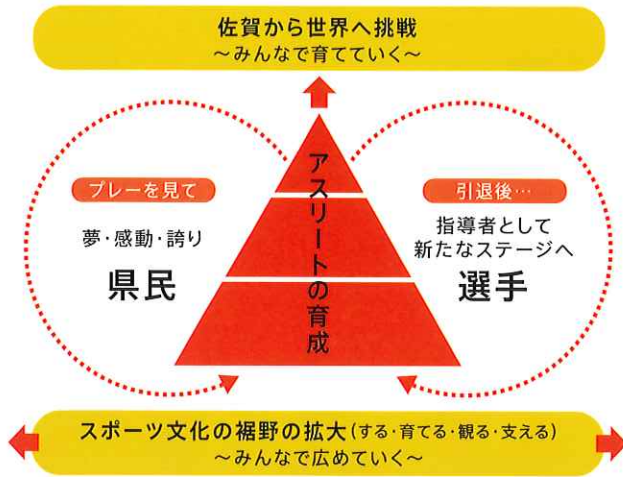 佐賀から世界へ挑戦
～みんなで育てていく～
アスリートの育成
プレーを見て
夢・感動・誇り
県民
引退後…
指導者として
新たなステージへ
選手
スポーツ文化の裾野の拡大(する・育てる・観る・支える)
～みんなで広めていく～